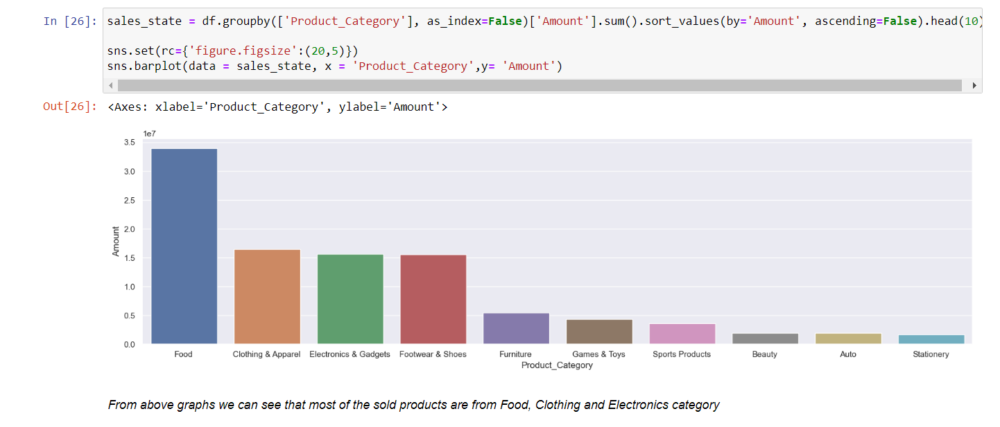 In [26]: sales_state = df.groupby(['Product_Category'], as_index=False)['Amount'].sum().sort_values(by='Amount', ascending=False).head(10)
sns.set(rc={'figure.figsize':(20,5)})
sns.barplot(data = sales_state, x = 'Product_Category',y= 'Amount')
Out[26]: <Axes: xlabel='Product_Category', ylabel='Amount'>
1e7
3.5
3.0
2.5
2.0
1.5
1.0
0.5
0.0
Amount
Food Clothing & Apparel Electronics & Gadgets Footwear & Shoes Furniture Games & Toys Sports Products Beauty Auto Stationery
Product_Category
From above graphs we can see that most of the sold products are from Food, Clothing and Electronics category